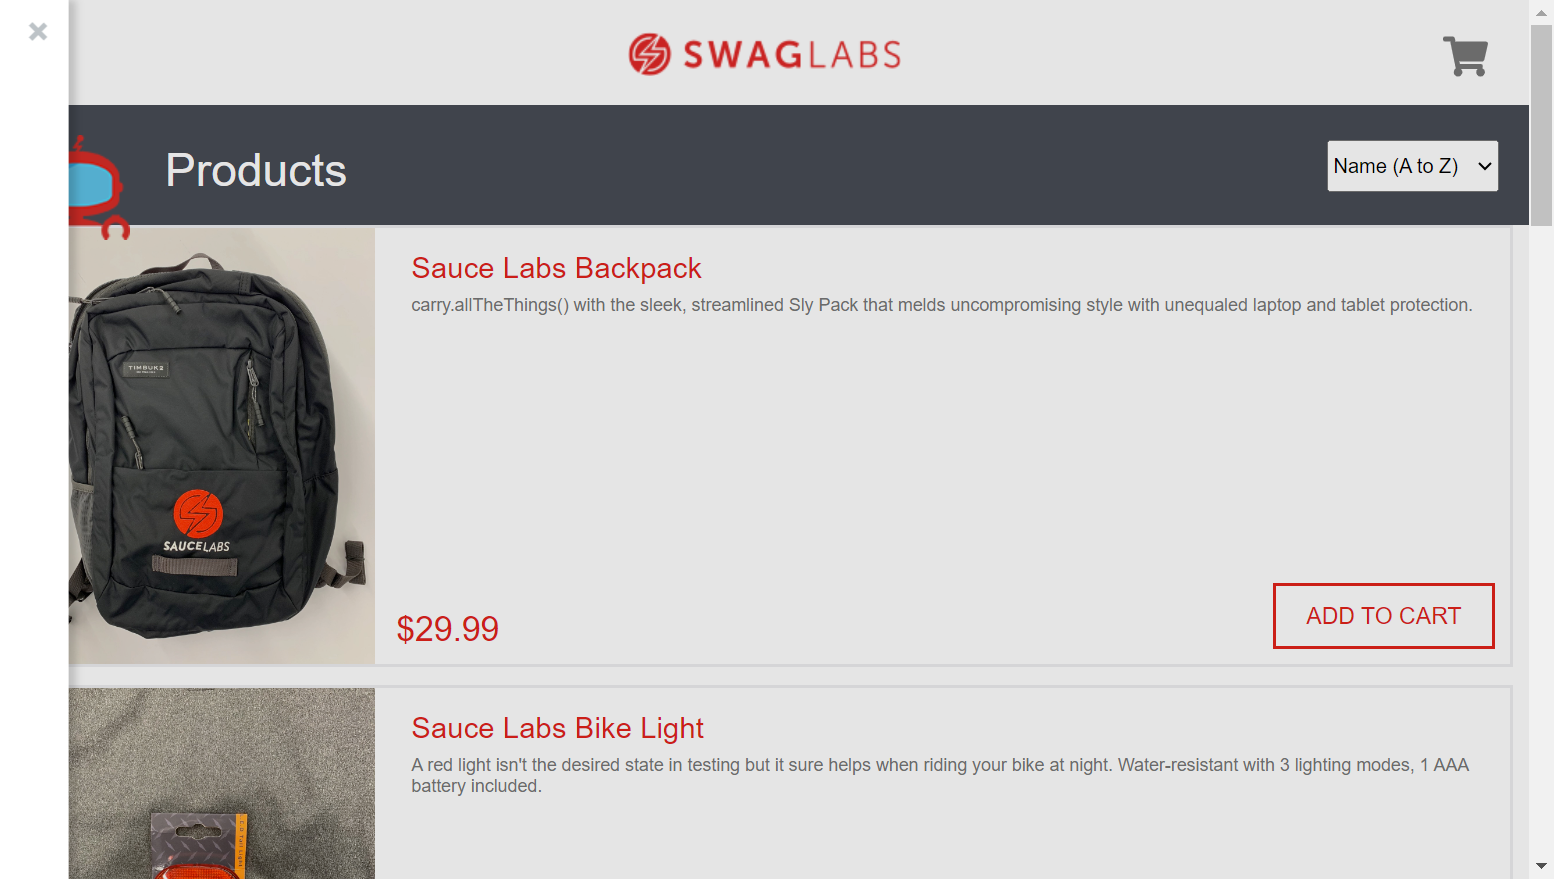 SWAGLABS
Products
Name (A to Z)
TIMBUK2
SAUCELABS
Sauce Labs Backpack
carry.allTheThings() with the sleek, streamlined Sly Pack that melds uncompromising style with unequaled laptop and tablet protection.
$29.99
ADD TO CART
Sauce Labs Bike Light
A red light isn't the desired state in testing but it sure helps when riding your bike at night. Water-resistant with 3 lighting modes, 1 AAA
battery included.